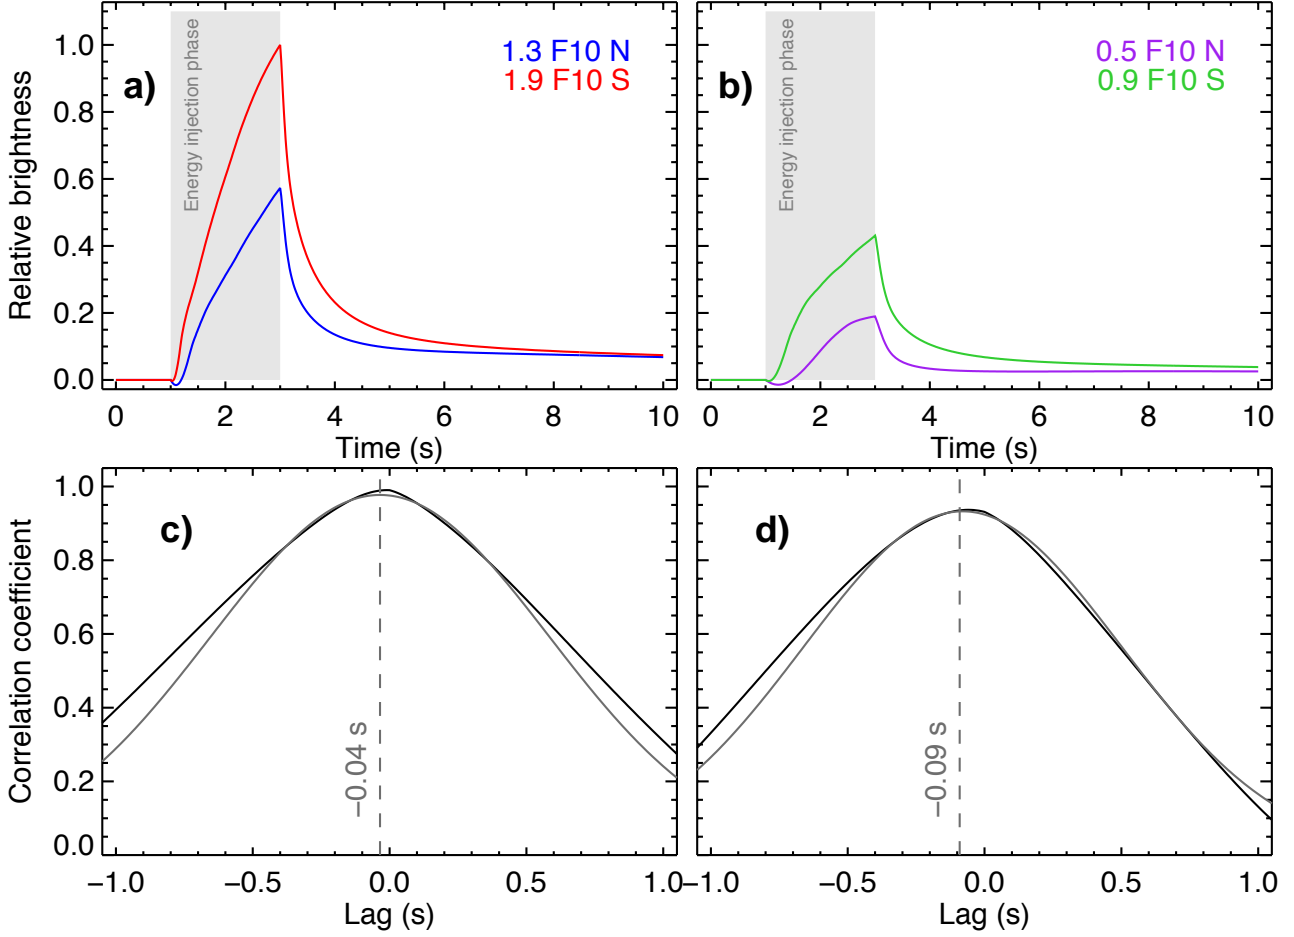 a)
Energy injection phase
1.3 F10 N
1.9 F10 S
Relative brightness
1.0
0.8
0.6
0.4
0.2
0.0
0 2 4 6 8 10
Time (s)
b)
Energy injection phase
0.5 F10 N
0.9 F10 S
0 2 4 6 8 10
Time (s)
c)
Correlation coefficient
1.0
0.8
0.6
0.4
0.2
0.0
−0.04 s
−1.0 −0.5 0.0 0.5 1.0
Lag (s)
d)
−0.09 s
−1.0 −0.5 0.0 0.5 1.0
Lag (s)